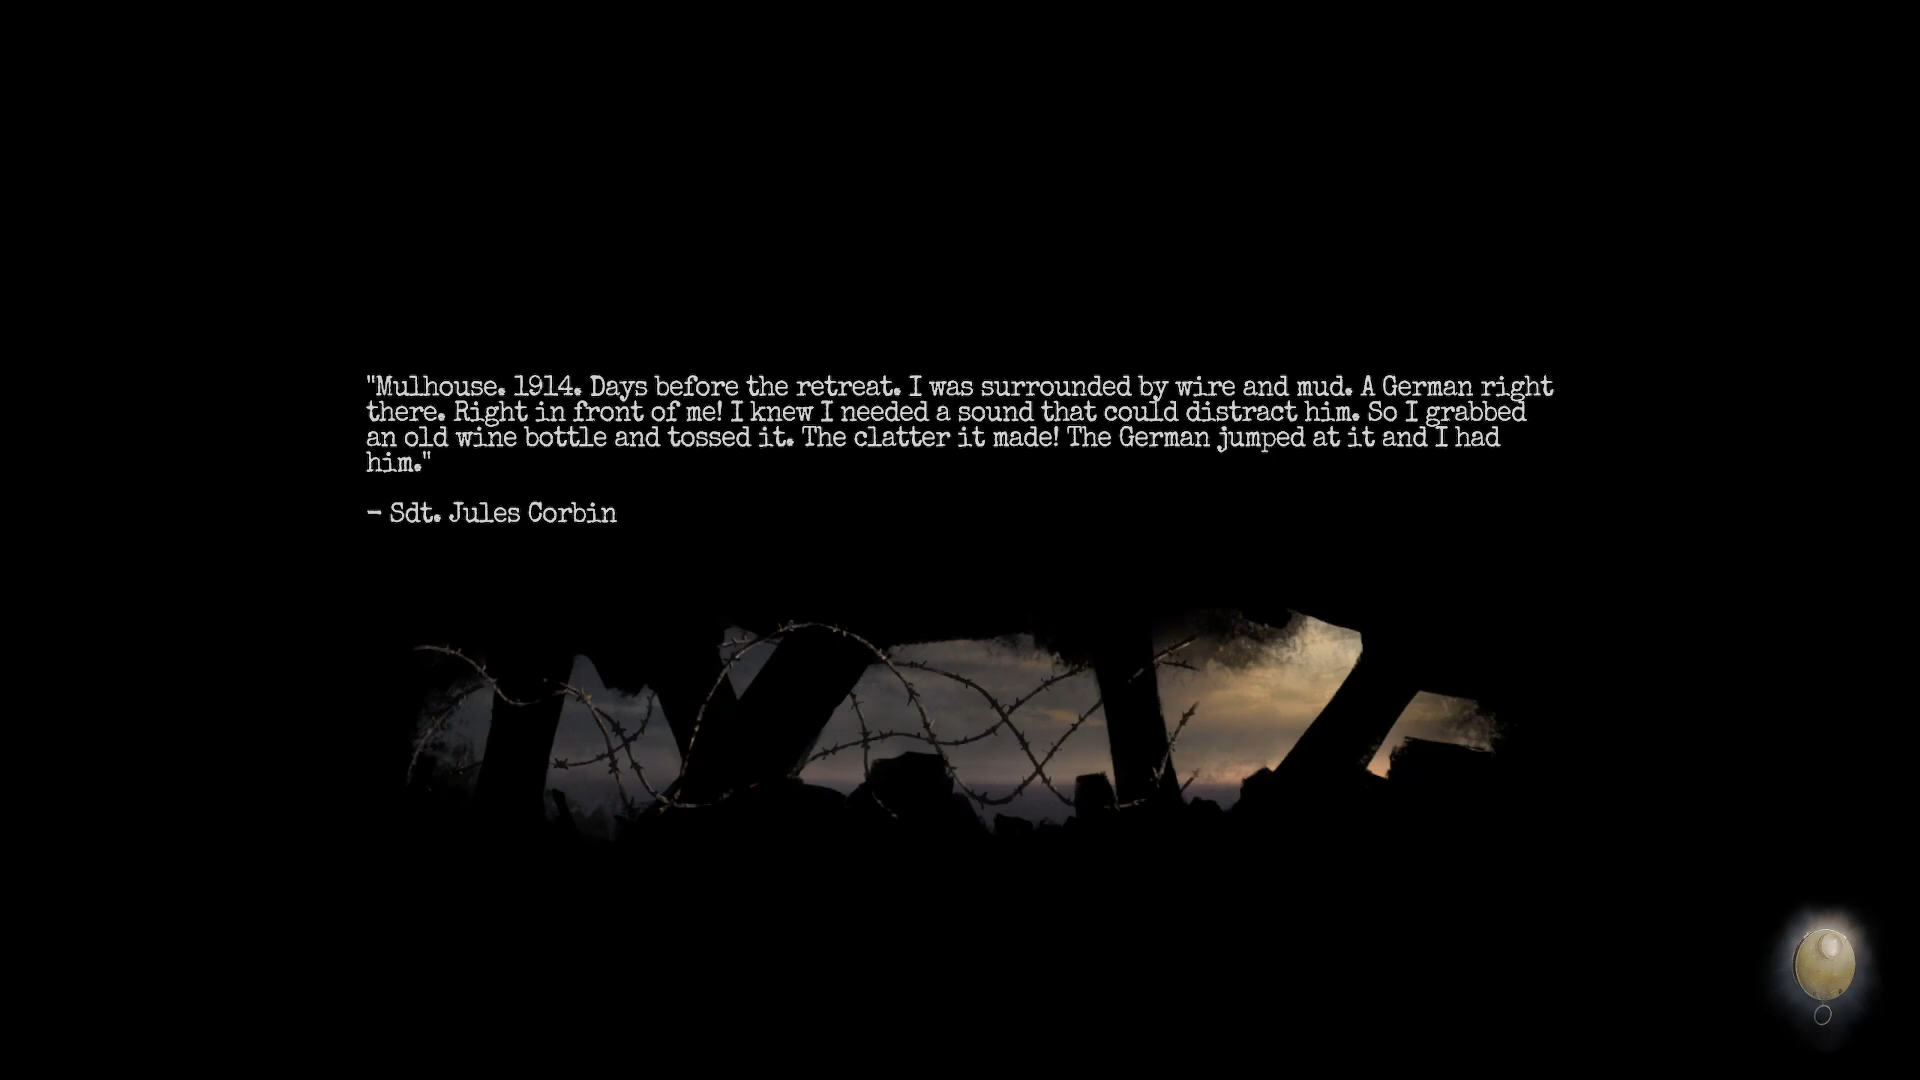 "Mulhouse. 1914. Days before the retreat. I was surrounded by wire and mud. A German right
there. Right in front of me! I knew I needed a sound that could distract him. So I grabbed
an old wine bottle and tossed it. The clatter it made! The German jumped at it and I had
him."
- Sdt. Jules Corbin